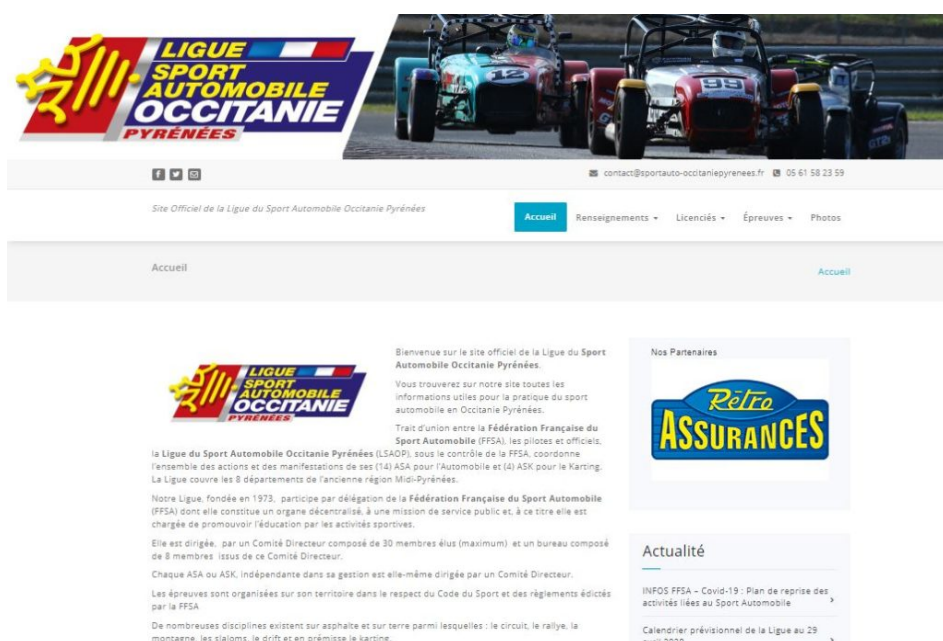 LIGUE
SPORT
AUTOMOBILE
OCCITANIE
PYRÉNÉES
12
99
contact@sportauto-occitaniepyrenees.fr 05 61 58 23 59
Site Officiel de la Ligue du Sport Automobile Occitanie Pyrénées
Accueil Renseignements Licenciés Épreuves Photos
Accueil
Accueil
LIGUE
SPORT
AUTOMOBILE
OCCITANIE
PYRENEES
Bienvenue sur le site officiel de la Ligue du Sport
Automobile Occitanie Pyrénées.
Vous trouverez sur notre site toutes les
informations utiles pour la pratique du sport
automobile en Occitanie Pyrénées.
Trait d'union entre la Fédération Française du
Sport Automobile (FFSA), les pilotes et officiels,
la Ligue du Sport Automobile Occitanie Pyrénées (LSAOP), sous le contrôle de la FFSA, coordonne
l'ensemble des actions et des manifestations de ses (14) ASA pour l'Automobile et (4) ASK pour le Karting.
La Ligue couvre les 8 départements de l'ancienne région Midi-Pyrénées.
Notre Ligue, fondée en 1973, participe par délégation de la Fédération Française du Sport Automobile
(FFSA) dont elle constitue un organe décentralisé, à une mission de service public et, à ce titre elle est
chargée de promouvoir l'éducation par les activités sportives.
Elle est dirigée, par un Comité Directeur composé de 30 membres élus (maximum) et un bureau composé
de 8 membres issus de ce Comité Directeur.
Chaque ASA ou ASK, indépendante dans sa gestion est elle-même dirigée par un Comité Directeur.
Les épreuves sont organisées sur son territoire dans le respect du Code du Sport et des règlements édictés
par la FFSA
De nombreuses disciplines existent sur asphalte et sur terre parmi lesquelles : le circuit, le rallye, la
montagne, les slaloms, le drift et en prémisse le karting.
Nos Partenaires
Rétro
ASSURANCES
Actualité
INFOS FFSA – Covid-19 : Plan de reprise des
activités liées au Sport Automobile
Calendrier prévisionnel de la Ligue au 29
avril 2020